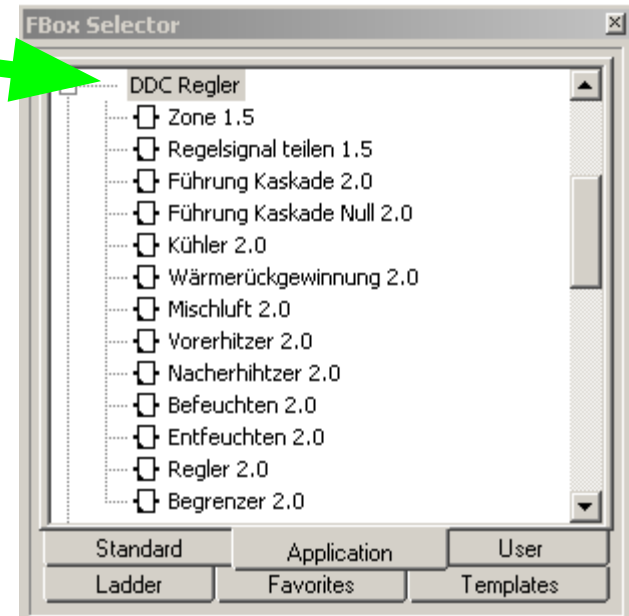 FBox Selector
DDC Regler
Zone 1.5
Regelsignal teilen 1.5
Führung Kaskade 2.0
Führung Kaskade Null 2.0
Kühler 2.0
Wärmerückgewinnung 2.0
Mischluft 2.0
Vorerhitzer 2.0
Nacherhihtzer 2.0
Befeuchten 2.0
Entfeuchten 2.0
Regler 2.0
Begrenzer 2.0
Standard Application User
Ladder Favorites Templates